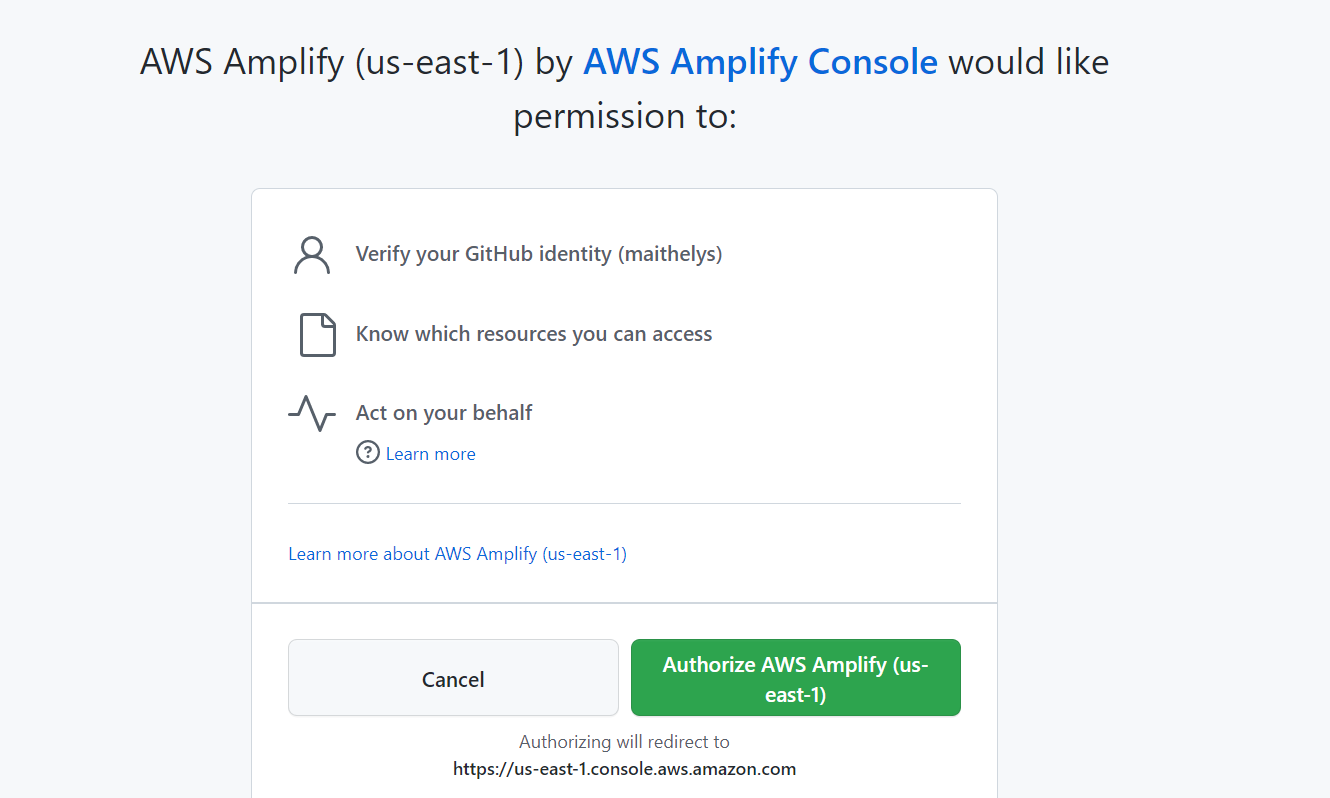 AWS Amplify (us-east-1) by AWS Amplify Console would like
permission to:
Verify your GitHub identity (maithelys)
Know which resources you can access
Act on your behalf
? Learn more
Learn more about AWS Amplify (us-east-1)
Cancel
Authorize AWS Amplify (us-
east-1)
Authorizing will redirect to
https://us-east-1.console.aws.amazon.com